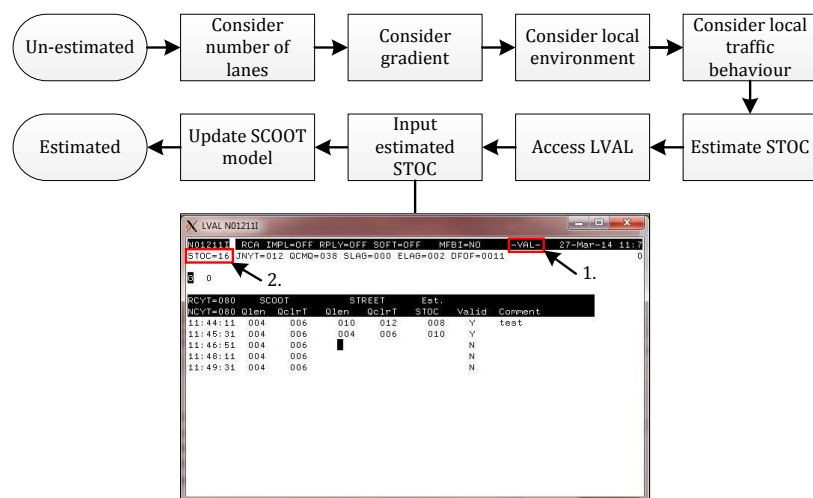 Un-estimated
Consider
number of
lanes
Consider
gradient
Consider local
environment
Consider local
traffic
behaviour
Estimated
Update SCOOT
model
Input
estimated
STOC
Access LVAL
Estimate STOC
LVAL N01211I
N01211I RCA IMPL=OFF RPLY=OFF SOFT=OFF MFBI=NO -VAL- 27-Mar-14 11:7
STOC=16 JNYT=012 QCMQ=038 SLAG=000 ELAG=002 DFOF=0011 0
1.
2.
G 0
RCYT=080 SCOOT STREET Est.
NCYT=080 Qlen QclrT Qlen QclrT STOC Valid Comment
11:44:11 004 006 010 012 008 Y test
11:45:31 004 006 004 006 010 Y
11:46:51 004 006 N
11:48:11 004 006 N
11:49:31 004 006 N